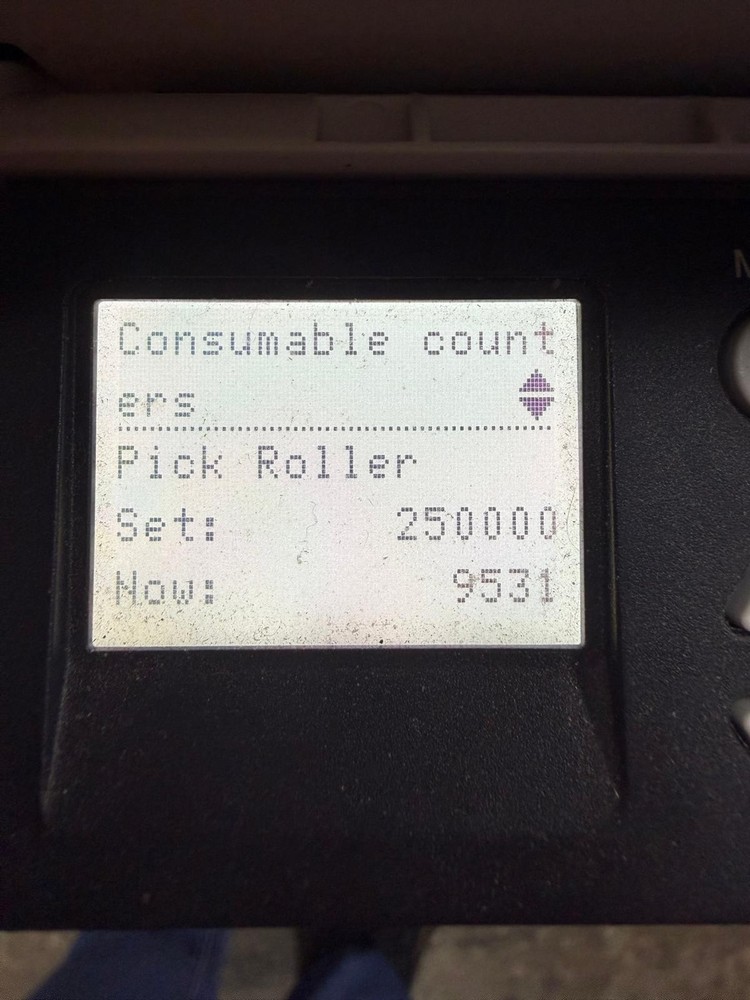 Consumable count
ers
Pick Roller
Set: 250000
Now: 9531